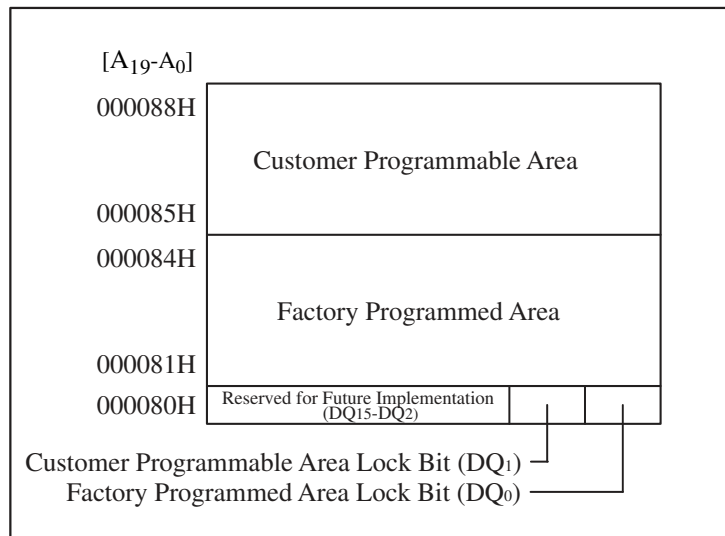 [A19-A0]
000088H
Customer Programmable Area
000085H
000084H
Factory Programmed Area
000081H
000080H
Reserved for Future Implementation
(DQ15-DQ2)
Customer Programmable Area Lock Bit (DQ1)
Factory Programmed Area Lock Bit (DQ0)